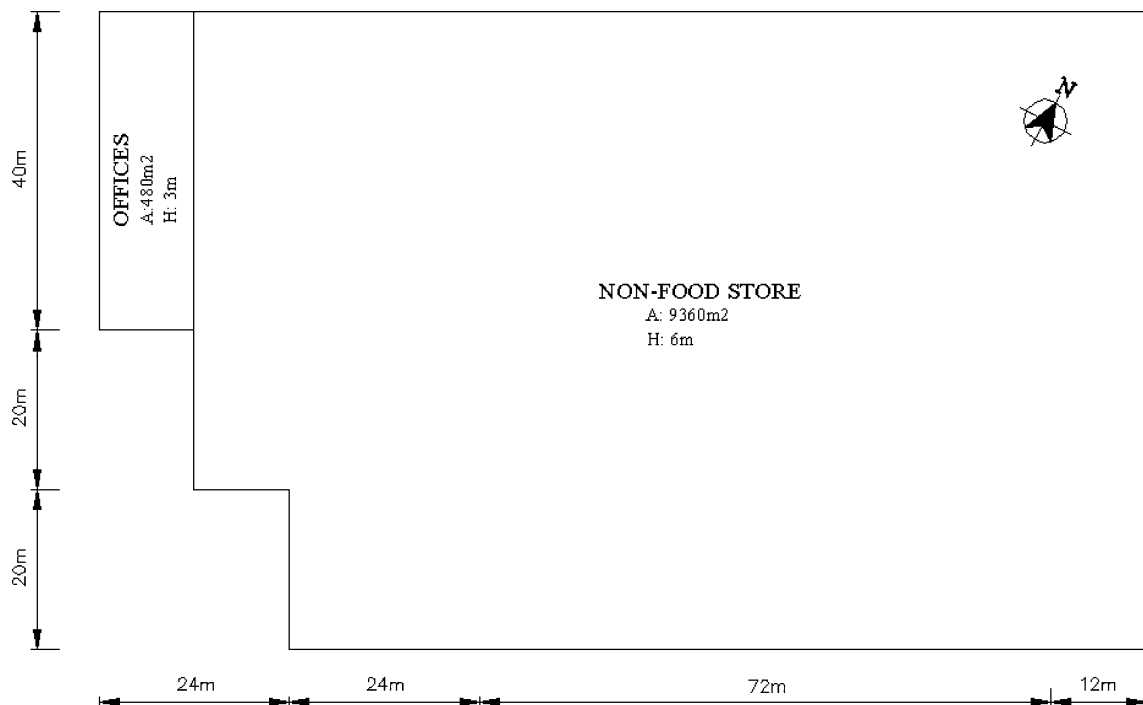 N
OFFICES
A:480m2
H: 3m
40m
NON-FOOD STORE
A: 9360m2
H: 6m
20m
20m
24m
24m
72m
12m